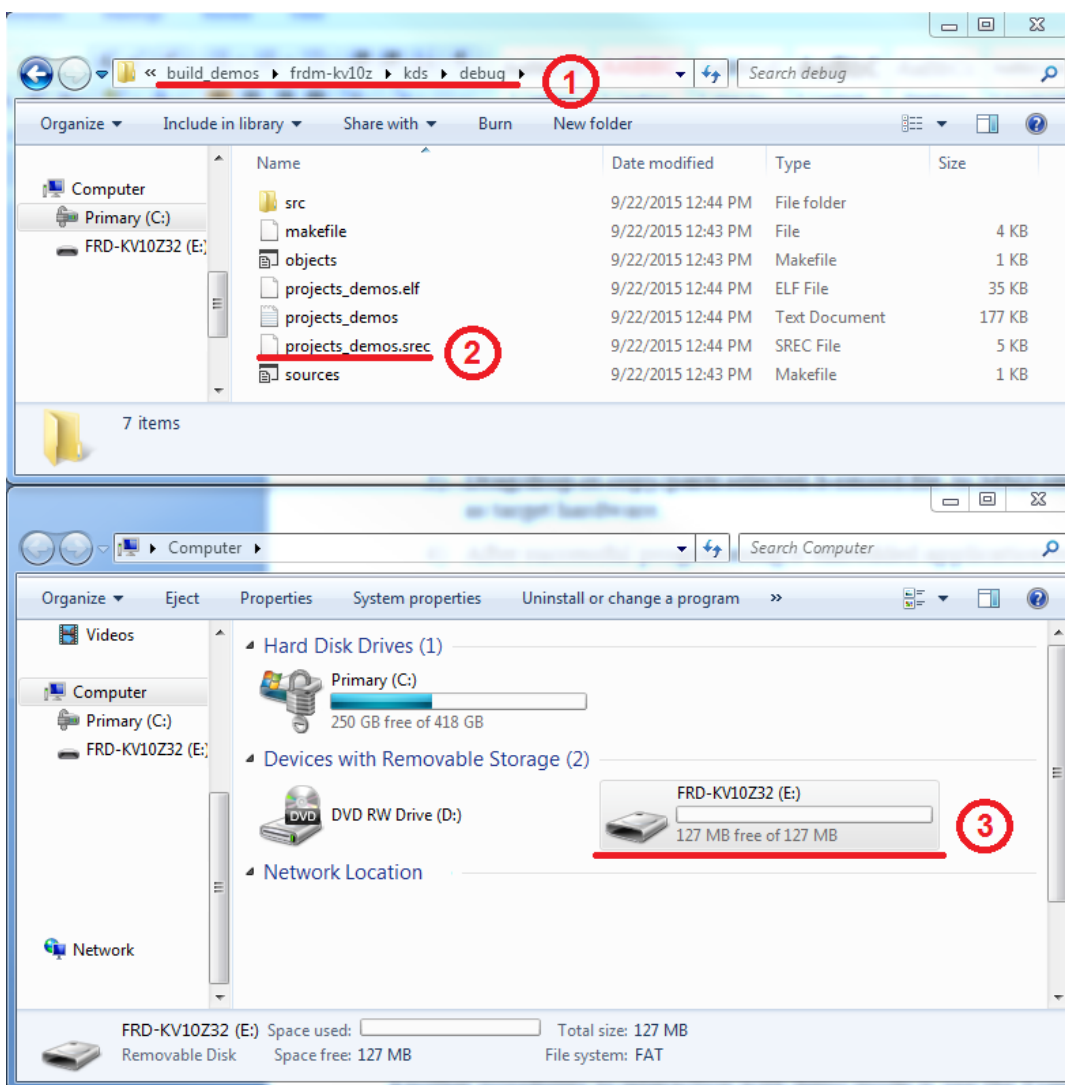 « build_demos ▸ frdm-kv10z ▸ kds ▸ debug ▸ 1 Search debug
Organize ▾ Include in library ▾ Share with ▾ Burn New folder
Name Date modified Type Size
Computer
Primary (C:)
FRD-KV10Z32 (E:)
src 9/22/2015 12:44 PM File folder
makefile 9/22/2015 12:43 PM File 4 KB
objects 9/22/2015 12:43 PM Makefile 1 KB
projects_demos.elf 9/22/2015 12:44 PM ELF File 35 KB
projects_demos 9/22/2015 12:44 PM Text Document 177 KB
projects_demos.srec 2 9/22/2015 12:44 PM SREC File 5 KB
sources 9/22/2015 12:43 PM Makefile 1 KB
7 items
as target hardware.
▸ Computer ▸ Search Computer
Organize ▾ Eject Properties System properties Uninstall or change a program »
Videos
Computer
Primary (C:)
FRD-KV10Z32 (E:)
Network
Hard Disk Drives (1)
Primary (C:)
250 GB free of 418 GB
Devices with Removable Storage (2)
DVD RW Drive (D:)
FRD-KV10Z32 (E:)
127 MB free of 127 MB
3
Network Location
FRD-KV10Z32 (E:) Space used: Total size: 127 MB
Removable Disk Space free: 127 MB File system: FAT